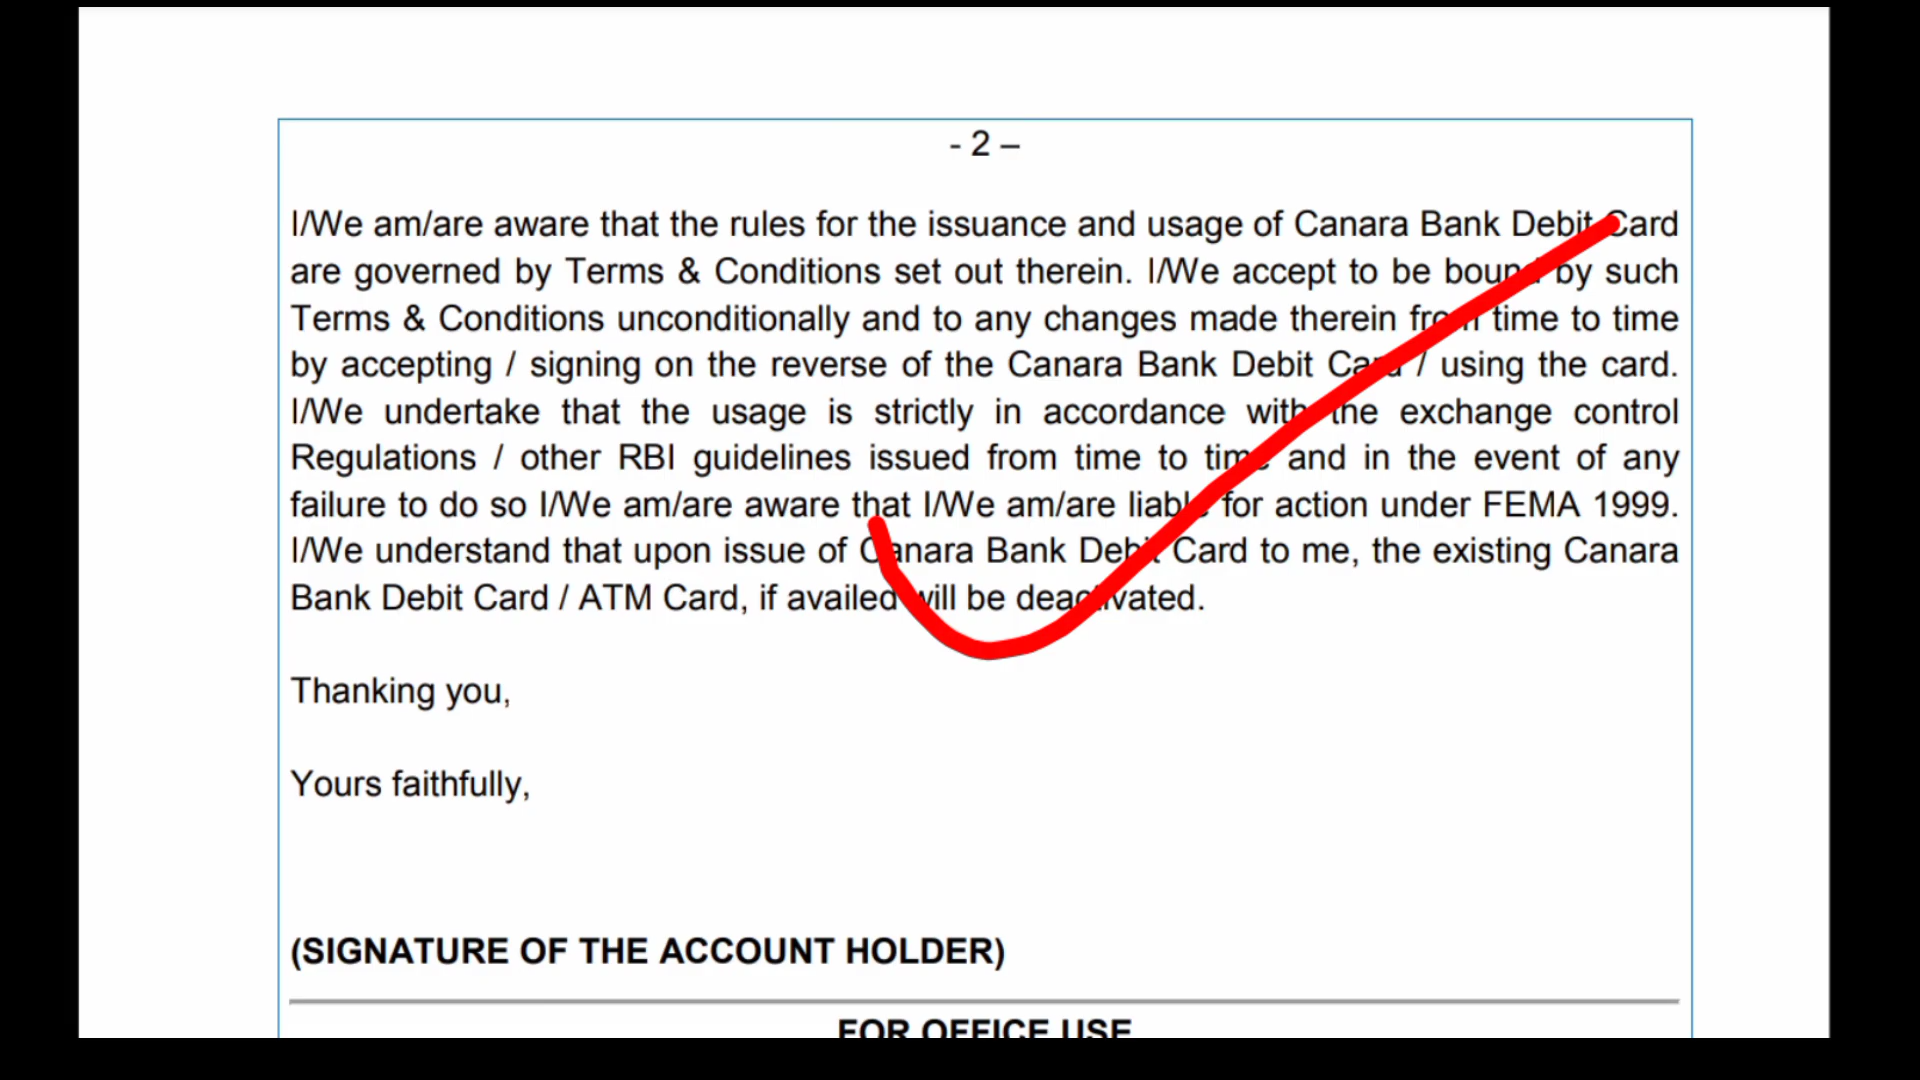 - 2 –
I/We am/are aware that the rules for the issuance and usage of Canara Bank Debit Card
are governed by Terms & Conditions set out therein. I/We accept to be bound by such
Terms & Conditions unconditionally and to any changes made therein from time to time
by accepting / signing on the reverse of the Canara Bank Debit Card / using the card.
I/We undertake that the usage is strictly in accordance with the exchange control
Regulations / other RBI guidelines issued from time to time and in the event of any
failure to do so I/We am/are aware that I/We am/are liable for action under FEMA 1999.
I/We understand that upon issue of Canara Bank Debit Card to me, the existing Canara
Bank Debit Card / ATM Card, if availed will be deactivated.
Thanking you,
Yours faithfully,
(SIGNATURE OF THE ACCOUNT HOLDER)
FOR OFFICE USE